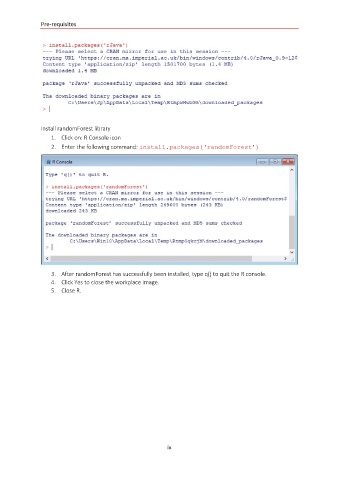 Pre-requisites
> install.packages('rJava')
--- Please select a CRAN mirror for use in this session ---
trying URL 'https://cran.ma.imperial.ac.uk/bin/windows/contrib/4.0/rJava_0.9-12"
Content type 'application/zip' length 1501700 bytes (1.4 MB)
downloaded 1.4 MB
package 'rJava' successfully unpacked and MD5 sums checked
The downloaded binary packages are in
C:\Users\
\AppData\Local\Temp\
\downloaded_packages
>
Install randomForest library
1. Click on: R Console icon
2. Enter the following command: install.packages('randomForest')
R Console
Type 'q()' to quit R.
> install.packages('randomForest')
--- Please select a CRAN mirror for use in this session ---
trying URL 'https://cran.ma.imperial.ac.uk/bin/windows/contrib/4.0/randomForest
Content type 'application/zip' length
bytes (243 KB)
downloaded 243 KB
package 'randomForest' successfully unpacked and MD5 sums checked
The downloaded binary packages are in
C:\Users\Win10\AppData\Local\Temp\
\downloaded_packages
>
3. After randomForest has successfully been installed, type q() to quit the R console.
4. Click Yes to close the workplace image.
5. Close R.
ix